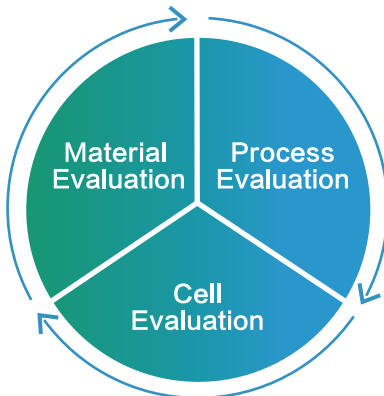 Material
Evaluation
Process
Evaluation
Cell
Evaluation